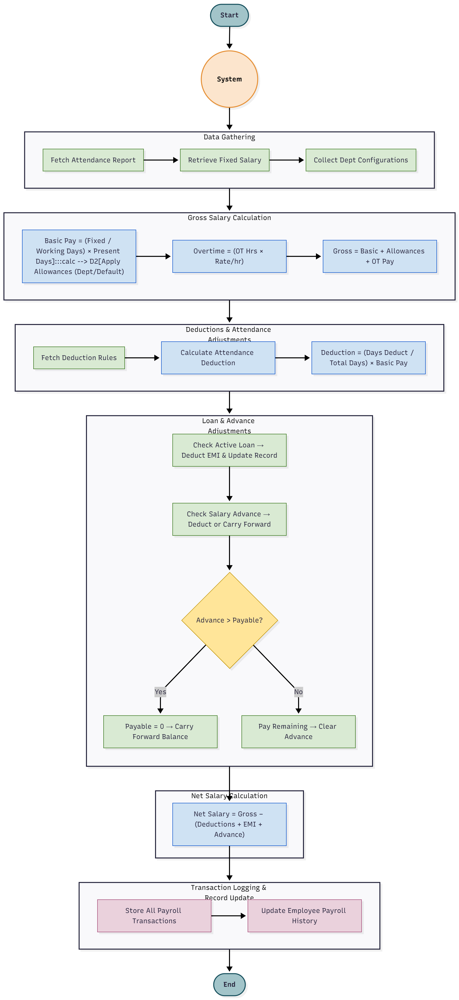 Start
System
Data Gathering
Fetch Attendance Report
Retrieve Fixed Salary
Collect Dept Configurations
Gross Salary Calculation
Basic Pay = (Fixed /
Working Days) × Present
Days]:::calc --> D2[Apply
Allowances (Dept/Default)
Overtime = (OT Hrs ×
Rate/hr)
Gross = Basic + Allowances
+ OT Pay
Deductions & Attendance
Adjustments
Fetch Deduction Rules
Calculate Attendance
Deduction
Deduction = (Days Deduct /
Total Days) × Basic Pay
Loan & Advance
Adjustments
Check Active Loan →
Deduct EMI & Update Record
Check Salary Advance →
Deduct or Carry Forward
Advance > Payable?
Yes
No
Payable = 0 → Carry
Forward Balance
Pay Remaining → Clear
Advance
Net Salary Calculation
Net Salary = Gross −
(Deductions + EMI +
Advance)
Transaction Logging &
Record Update
Store All Payroll
Transactions
Update Employee Payroll
History
End